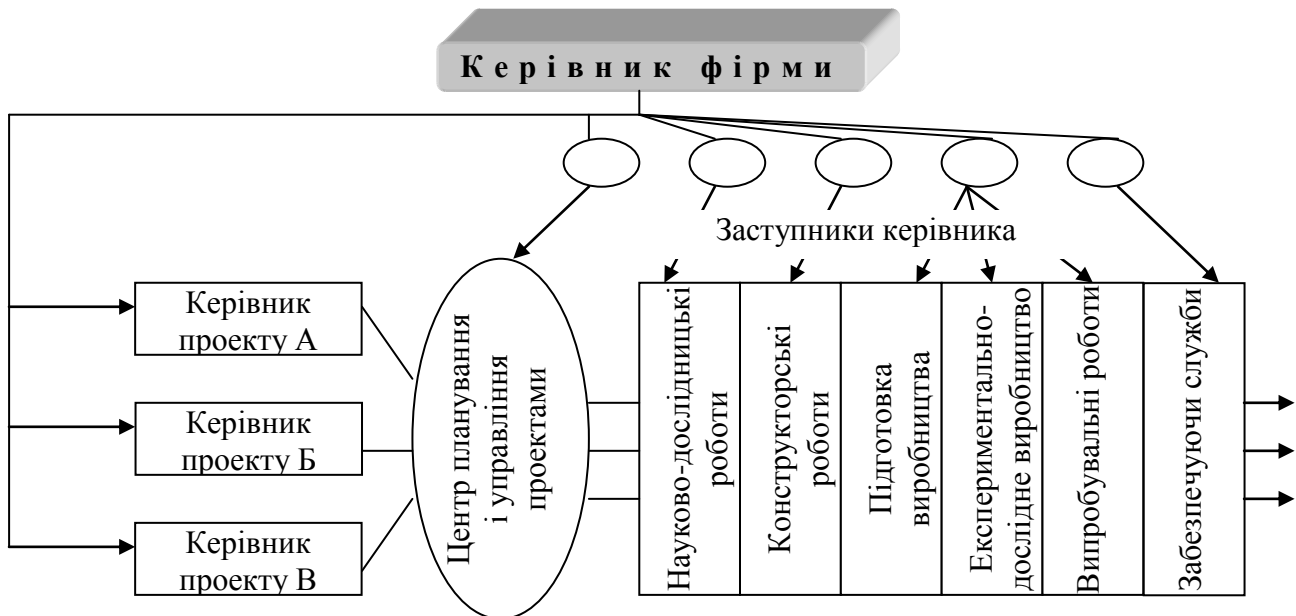 Керівник фірми
Заступники керівника
Керівник
проекту А
Керівник
проекту Б
Керівник
проекту В
Центр планування
і управління
проектами
Науково-дослідницькі
роботи
Конструкторські
роботи
Підготовка
виробництва
Експериментально-
дослідне виробництво
Випробувальні роботи
Забезпечуючи служби